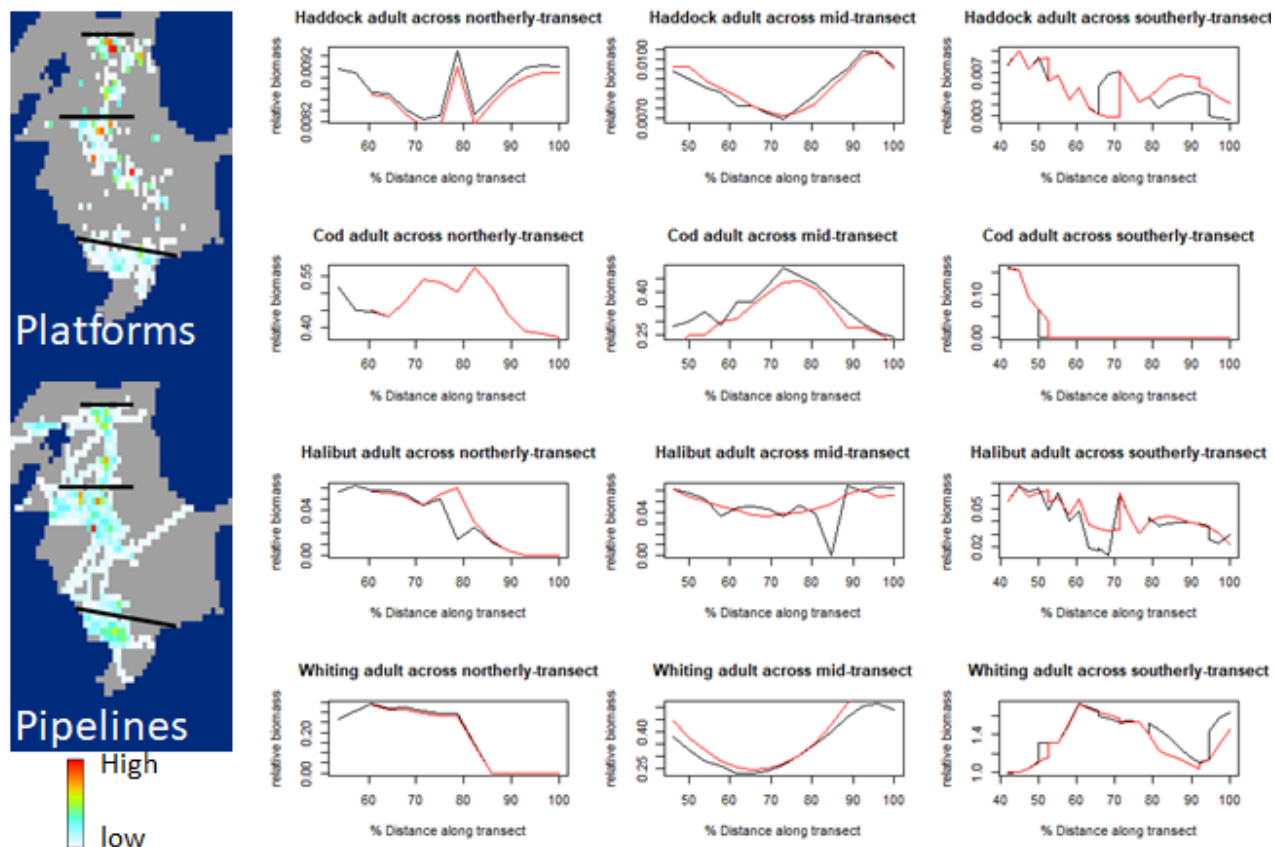 Platforms
Pipelines
High
low
Haddock adult across northerly-transect
relative biomass
0.0082 0.0092
60 70 80 90 100
% Distance along transect
Haddock adult across mid-transect
relative biomass
0.0070 0.0100
50 60 70 80 90 100
% Distance along transect
Haddock adult across southerly-transect
relative biomass
0.003 0.007
40 50 60 70 80 90 100
% Distance along transect
Cod adult across northerly-transect
relative biomass
0.40 0.55
60 70 80 90 100
% Distance along transect
Cod adult across mid-transect
relative biomass
0.25 0.40
50 60 70 80 90 100
% Distance along transect
Cod adult across southerly-transect
relative biomass
0.00 0.10
40 50 60 70 80 90 100
% Distance along transect
Halibut adult across northerly-transect
relative biomass
0.00 0.04
60 70 80 90 100
% Distance along transect
Halibut adult across mid-transect
relative biomass
0.00 0.04
50 60 70 80 90 100
% Distance along transect
Halibut adult across southerly-transect
relative biomass
0.02 0.05
40 50 60 70 80 90 100
% Distance along transect
Whiting adult across northerly-transect
relative biomass
0.00 0.20
60 70 80 90 100
% Distance along transect
Whiting adult across mid-transect
relative biomass
0.25 0.40
50 60 70 80 90 100
% Distance along transect
Whiting adult across southerly-transect
relative biomass
1.0 1.4
40 50 60 70 80 90 100
% Distance along transect